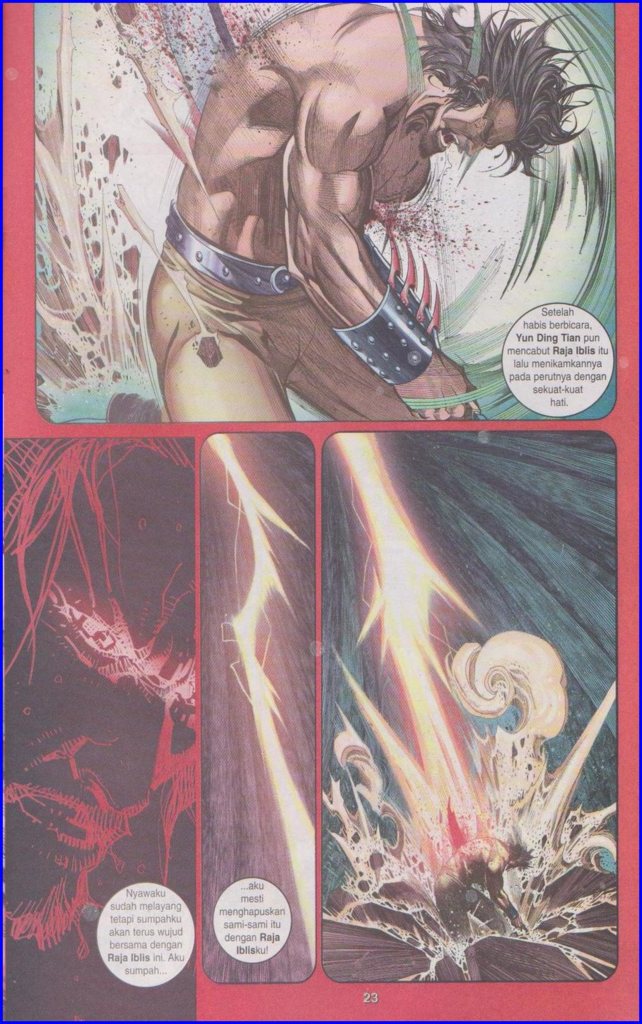 Setelah
habis berbicara,
Yun Ding Tian pun
mencabut Raja Iblis itu
lalu menikamkannya
pada perutnya dengan
sekuat-kuat
hati.
Nyawaku
sudah melayang
tetapi sumpahku
akan terus wujud
bersama dengan
Raja Iblis ini. Aku
sumpah...
...aku
mesti
menghapuskan
sami-sami itu
dengan Raja
Iblisku!
23